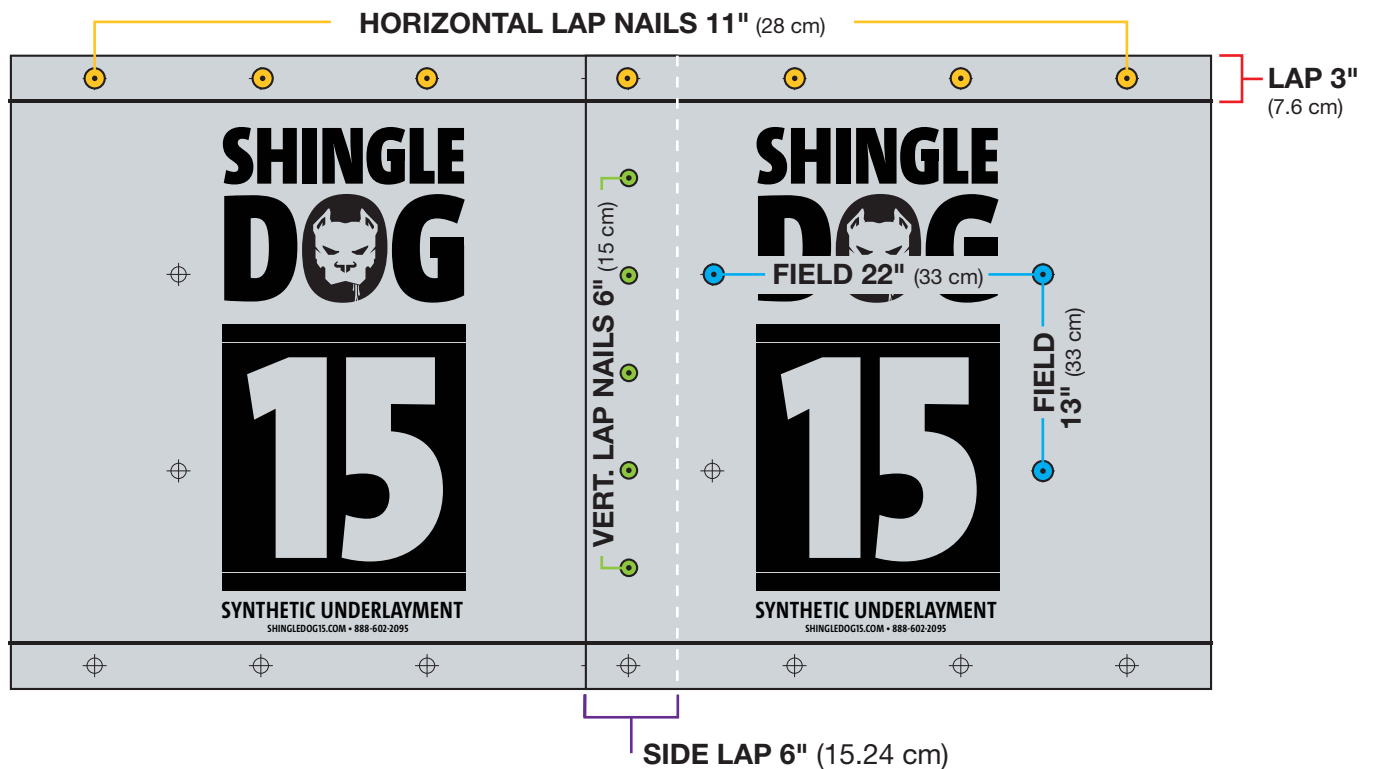 HORIZONTAL LAP NAILS 11" (28 cm)
LAP 3"
(7.6 cm)
SHINGLE
DOG
15
SYNTHETIC UNDERLAYMENT
SHINGLEDOG15.COM • 888-602-2095
VERT. LAP NAILS 6" (15 cm)
SHINGLE
DOG
FIELD 22" (33 cm)
FIELD
13" (33 cm)
15
SYNTHETIC UNDERLAYMENT
SHINGLEDOG15.COM • 888-602-2095
SIDE LAP 6" (15.24 cm)